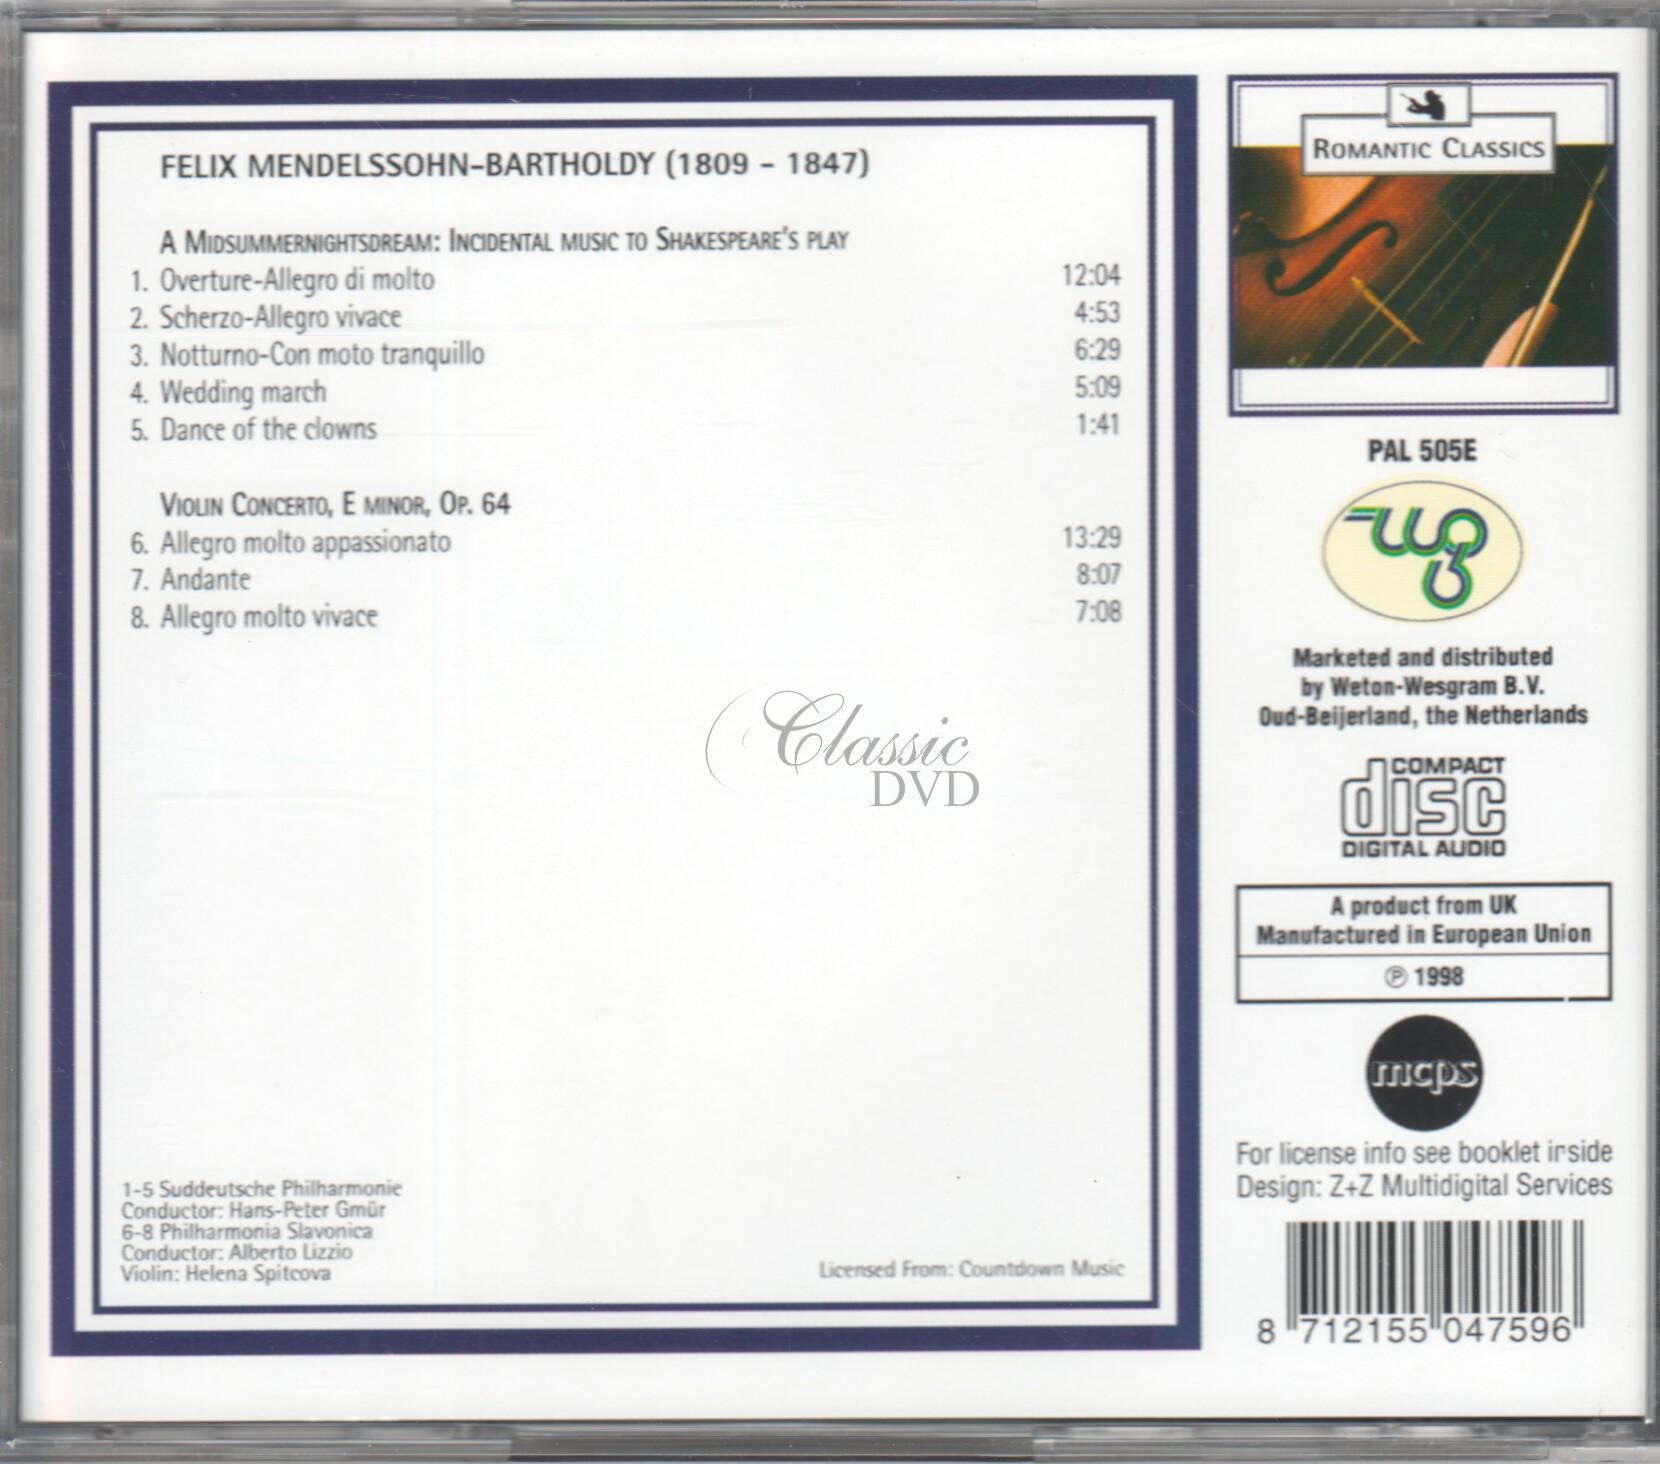 FELIX MENDELSSOHN-BARTHOLDY (1809 - 1847)
A MIDSUMMERNIGHTSDREAM: INCIDENTAL MUSIC TO SHAKESPEARE'S PLAY
1. Overture-Allegro di molto 12:04
2. Scherzo-Allegro vivace 4:53
3. Notturno-Con moto tranquillo 6:29
4. Wedding march 5:09
5. Dance of the clowns 1:41
VIOLIN CONCERTO, E MINOR, OP. 64
6. Allegro molto appassionato 13:29
7. Andante 8:07
8. Allegro molto vivace 7:08
Classic
DVD
1-5 Suddeutsche Philharmonie
Conductor: Hans-Peter Gmür
6-8 Philharmonia Slavonica
Conductor: Alberto Lizzio
Violin: Helena Spitcova
Licensed From: Countdown Music
ROMANTIC CLASSICS
PAL 505E
Marketed and distributed
by Weton-Wesgram B.V.
Oud-Beijerland, the Netherlands
COMPACT
disc
DIGITAL AUDIO
A product from UK
Manufactured in European Union
℗ 1998
mcps
For license info see booklet inside
Design: Z+Z Multidigital Services
8 712155 047596